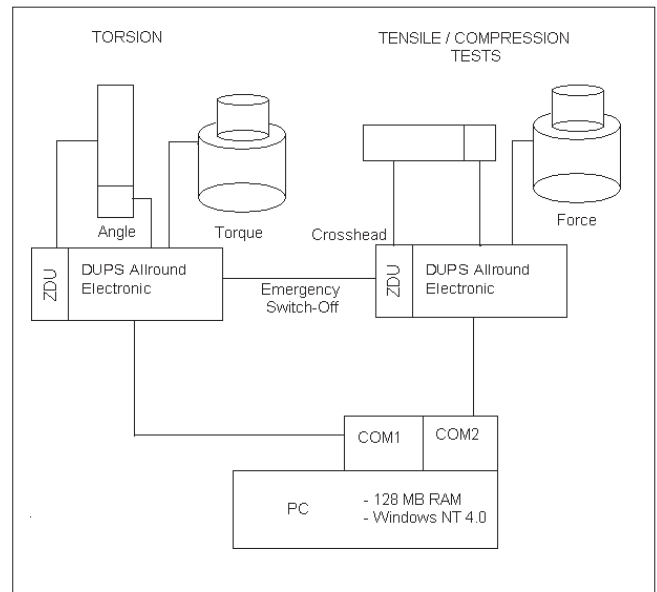 TORSION
TENSILE / COMPRESSION
TESTS
Angle
Torque
Crosshead
Force
ZDU
DUPS Allround
Electronic
Emergency
Switch-Off
ZDU
DUPS Allround
Electronic
COM1
COM2
PC
- 128 MB RAM
- Windows NT 4.0